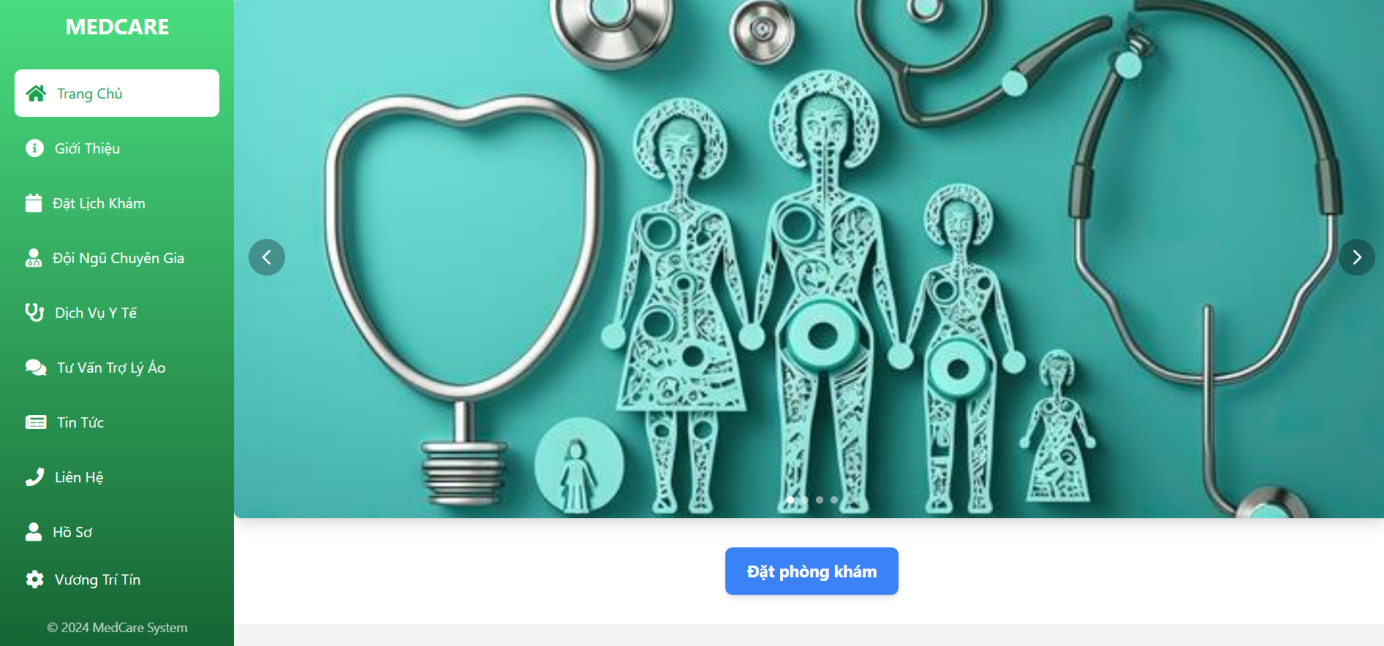 MEDCARE
Trang Chủ
Giới Thiệu
Đặt Lịch Khám
Đội Ngũ Chuyên Gia
Dịch Vụ Y Tế
Tư Vấn Trợ Lý Ảo
Tin Tức
Liên Hệ
Hồ Sơ
Vương Trí Tín
© 2024 MedCare System
Đặt phòng khám